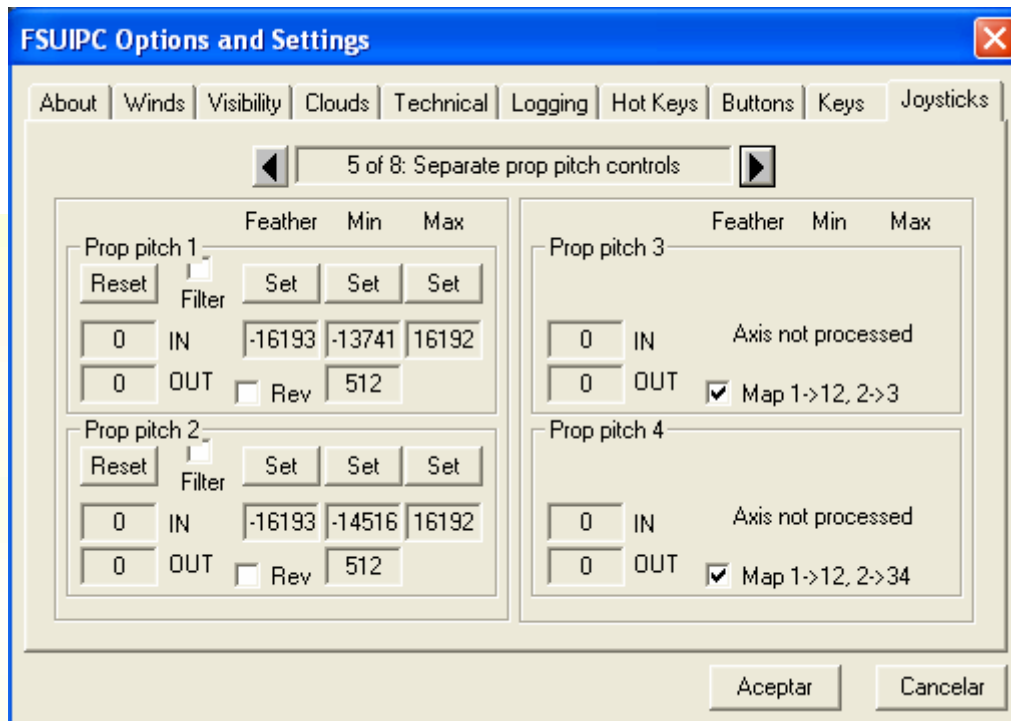 FSUIPC Options and Settings
About Winds Visibility Clouds Technical Logging Hot Keys Buttons Keys Joysticks
5 of 8: Separate prop pitch controls
Feather Min Max
Prop pitch 1
Reset Filter Set Set Set
0 IN -16193 -13741 16192
0 OUT Rev 512
Prop pitch 2
Reset Filter Set Set Set
0 IN -16193 -14516 16192
0 OUT Rev 512
Feather Min Max
Prop pitch 3
0 IN Axis not processed
0 OUT Map 1->12, 2->3
Prop pitch 4
0 IN Axis not processed
0 OUT Map 1->12, 2->34
Aceptar Cancelar